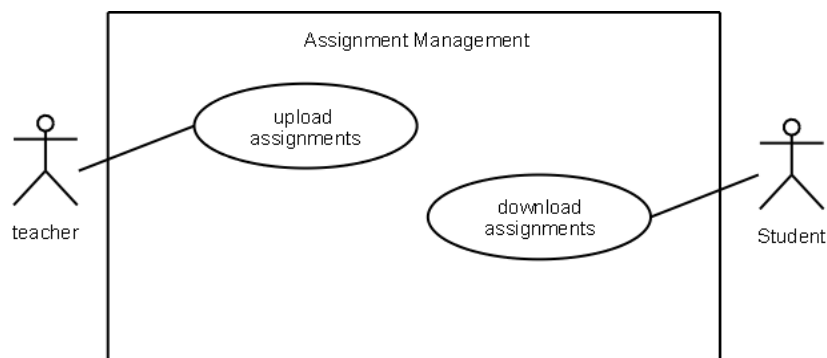 Assignment Management
upload
assignments
download
assignments
teacher
Student